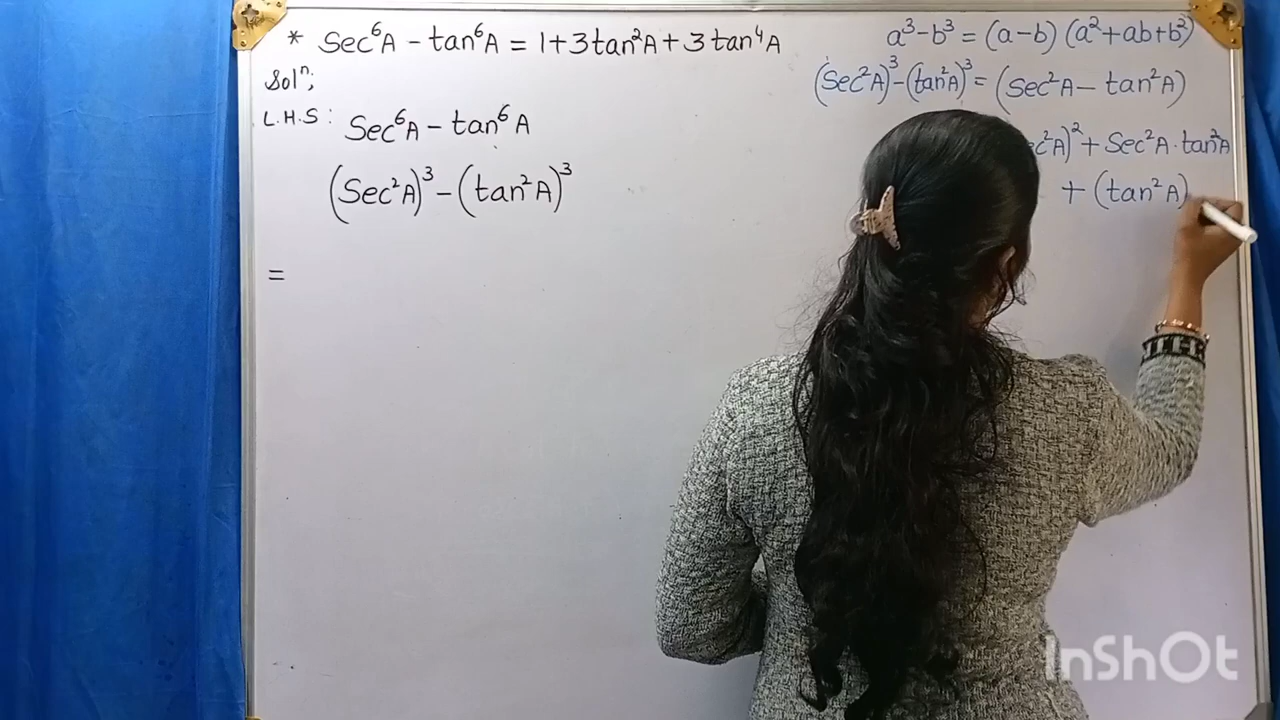 * Sec⁶A - tan⁶A = 1+3tan²A+3tan⁴A
Solⁿ;
L.H.S : Sec⁶A - tan⁶A
(Sec²A)³ - (tan²A)³
=
a³-b³ = (a-b) (a²+ab+b²)
(Sec²A)³-(tan²A)³ = (Sec²A - tan²A)
c²A)² + Sec²A·tan²A
+ (tan²A)
InShOt